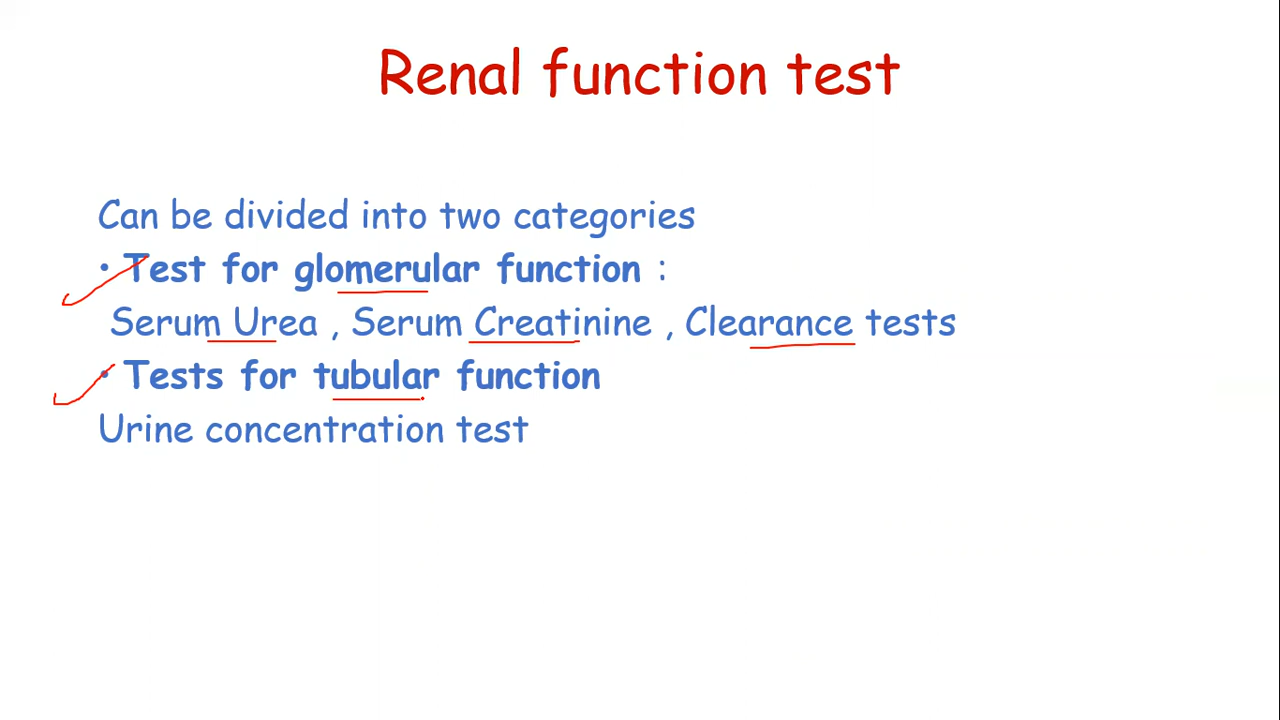 Renal function test
Can be divided into two categories
• Test for glomerular function :
Serum Urea , Serum Creatinine , Clearance tests
• Tests for tubular function
Urine concentration test